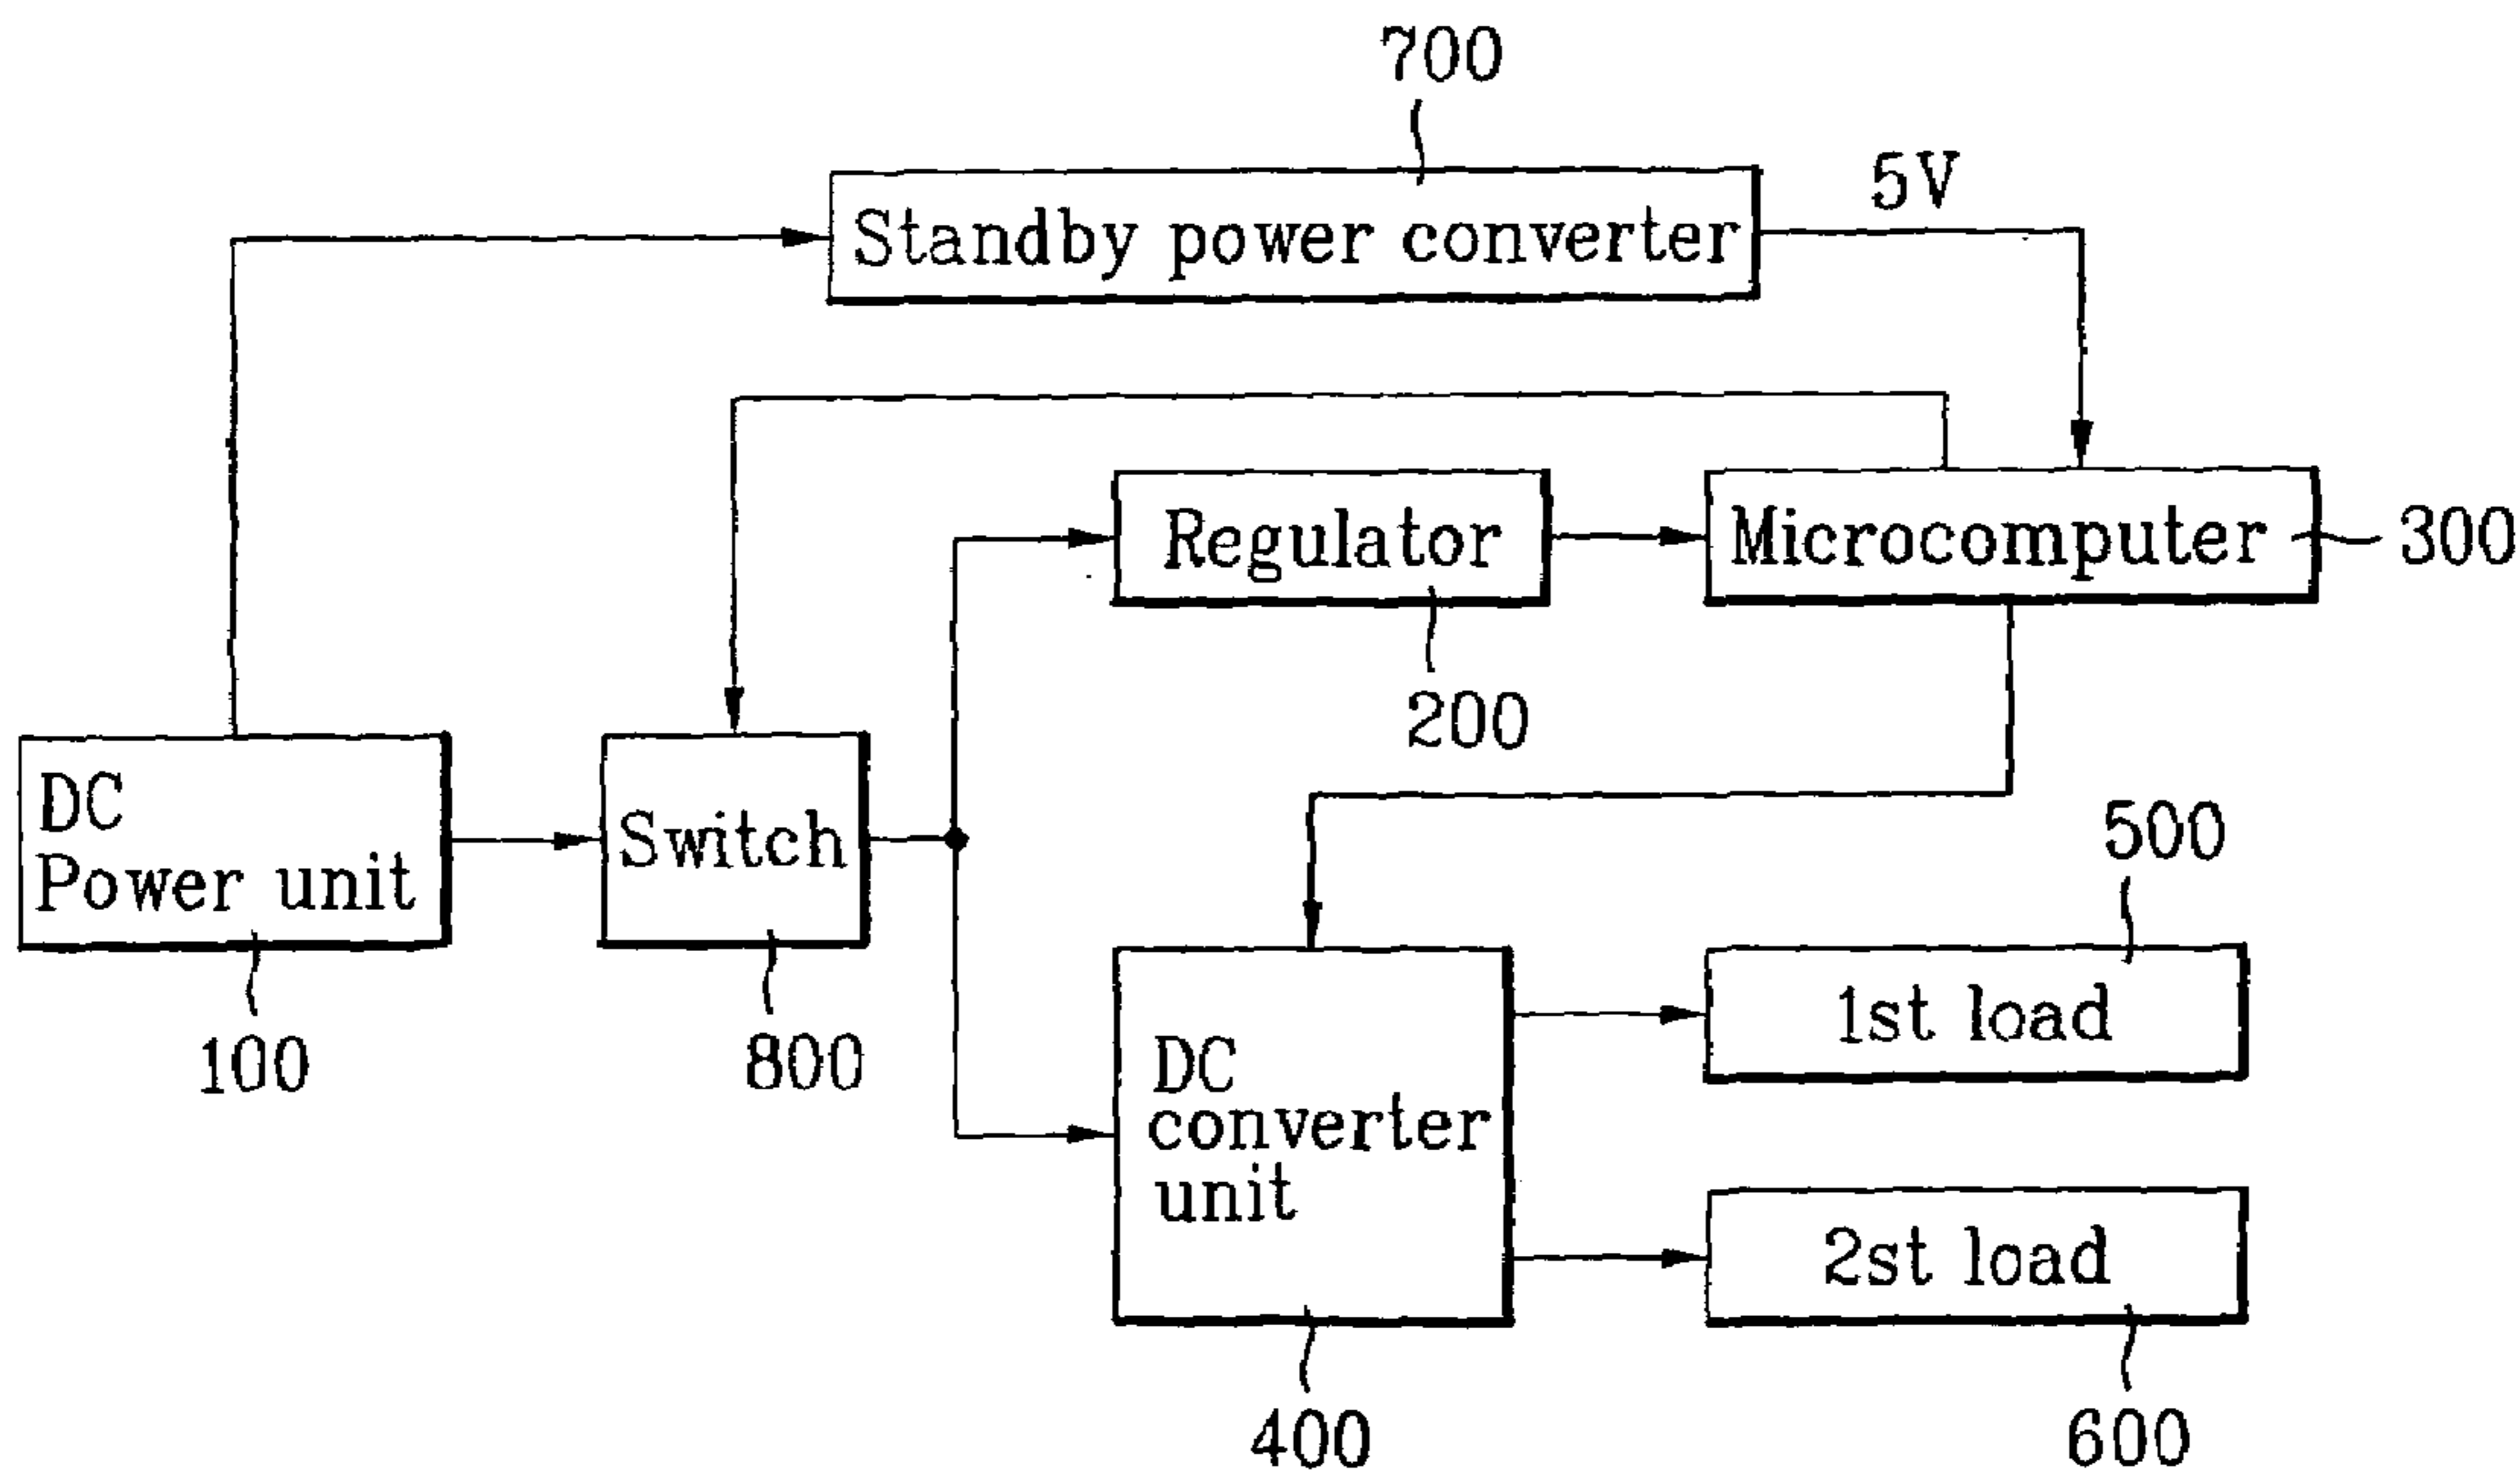 700
Standby power converter
5V
Regulator
Microcomputer
300
200
DC
Power unit
Switch
500
100
800
1st load
DC
converter
unit
2st load
400
600